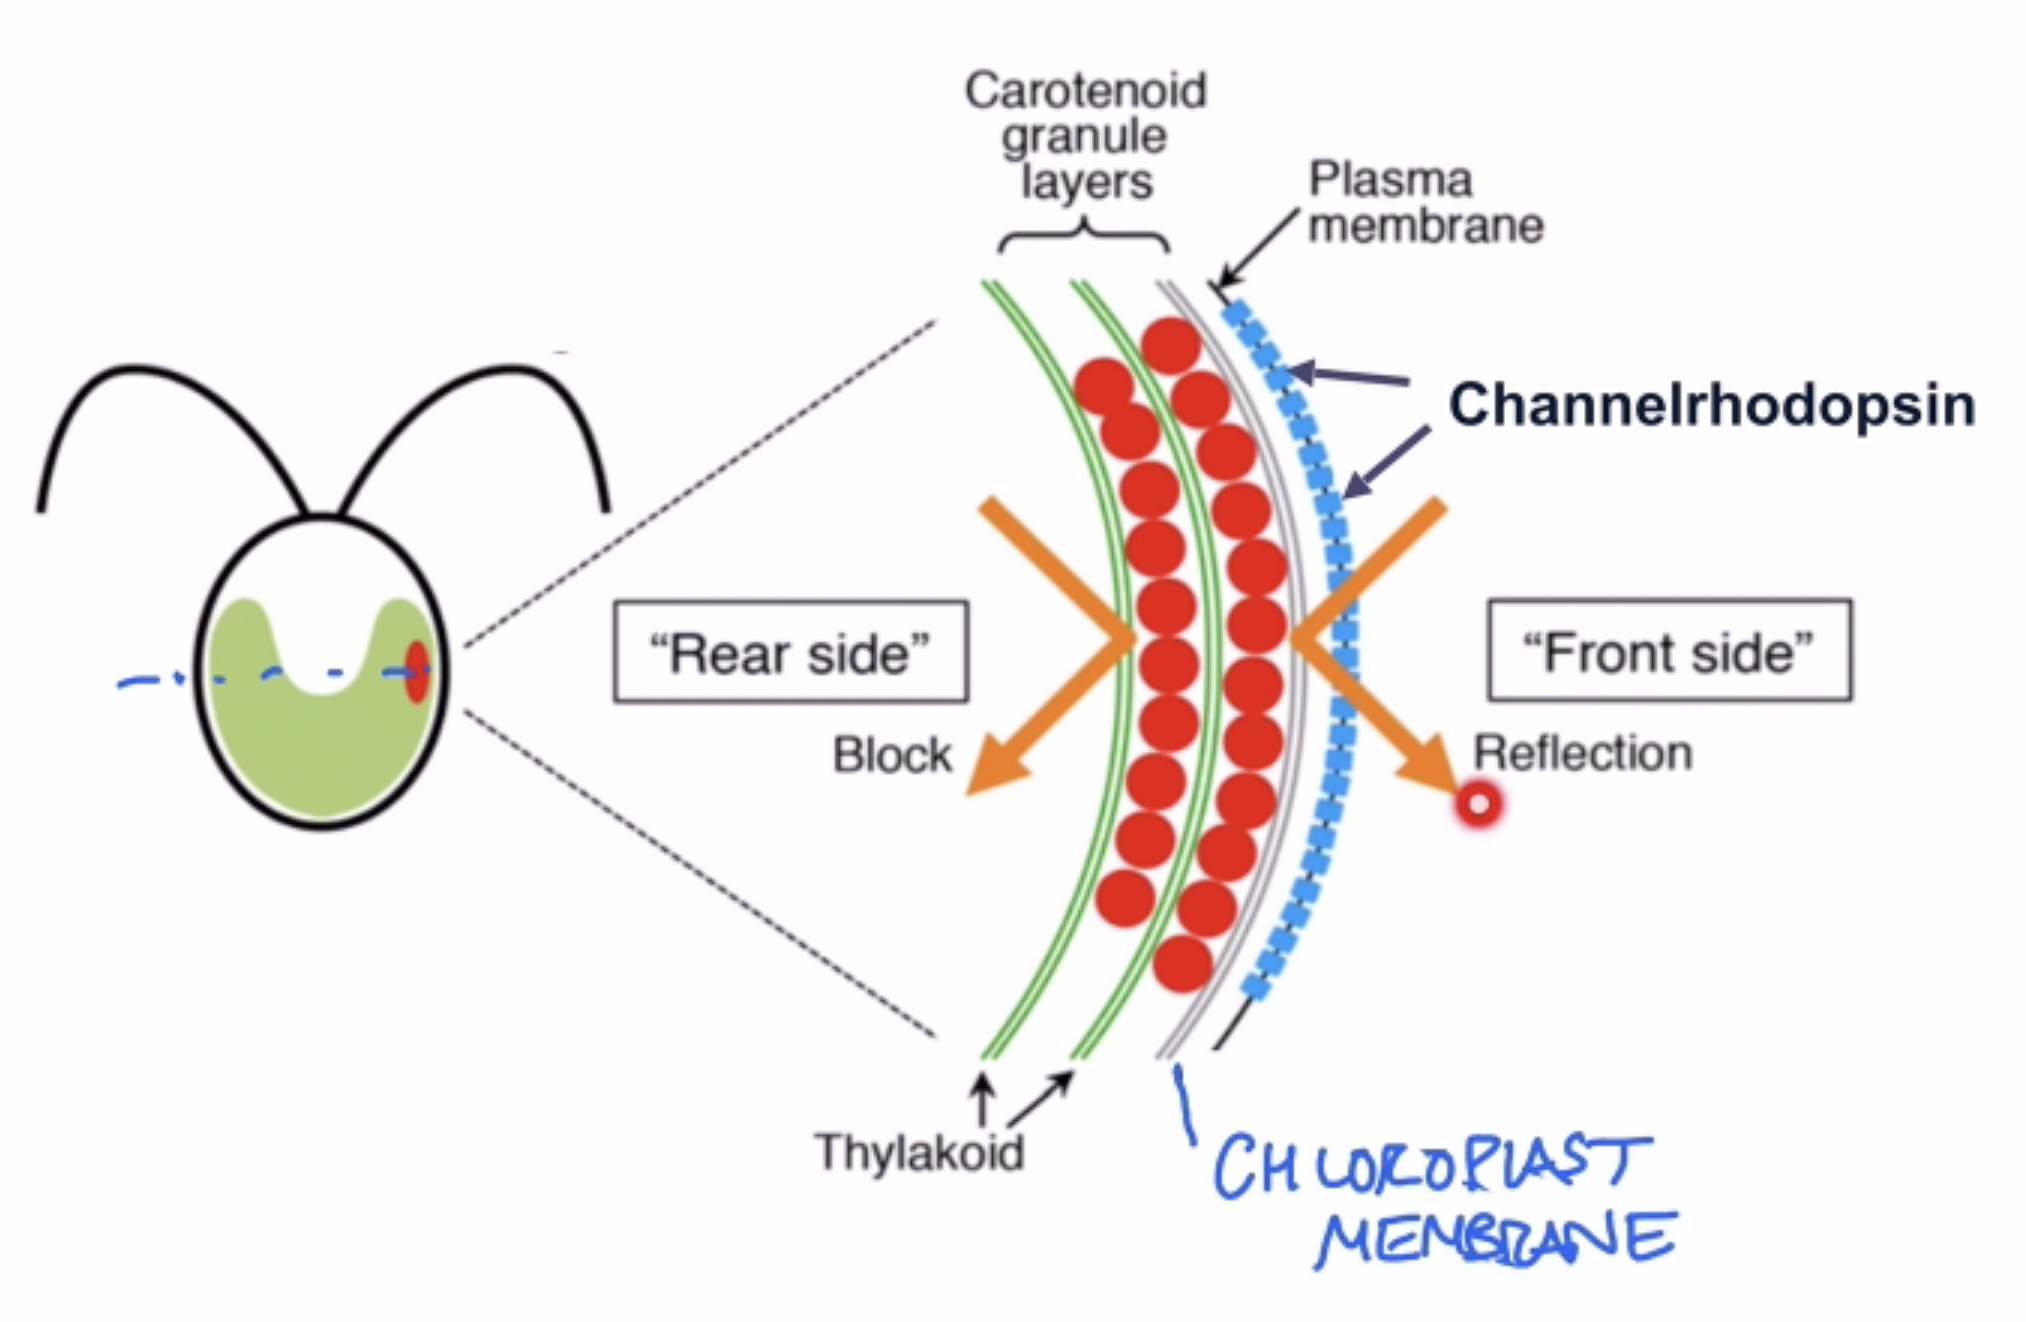 Carotenoid
granule
layers
Plasma
membrane
Channelrhodopsin
“Rear side”
“Front side”
Block
Reflection
Thylakoid
CHLOROPLAST
MEMBRANE